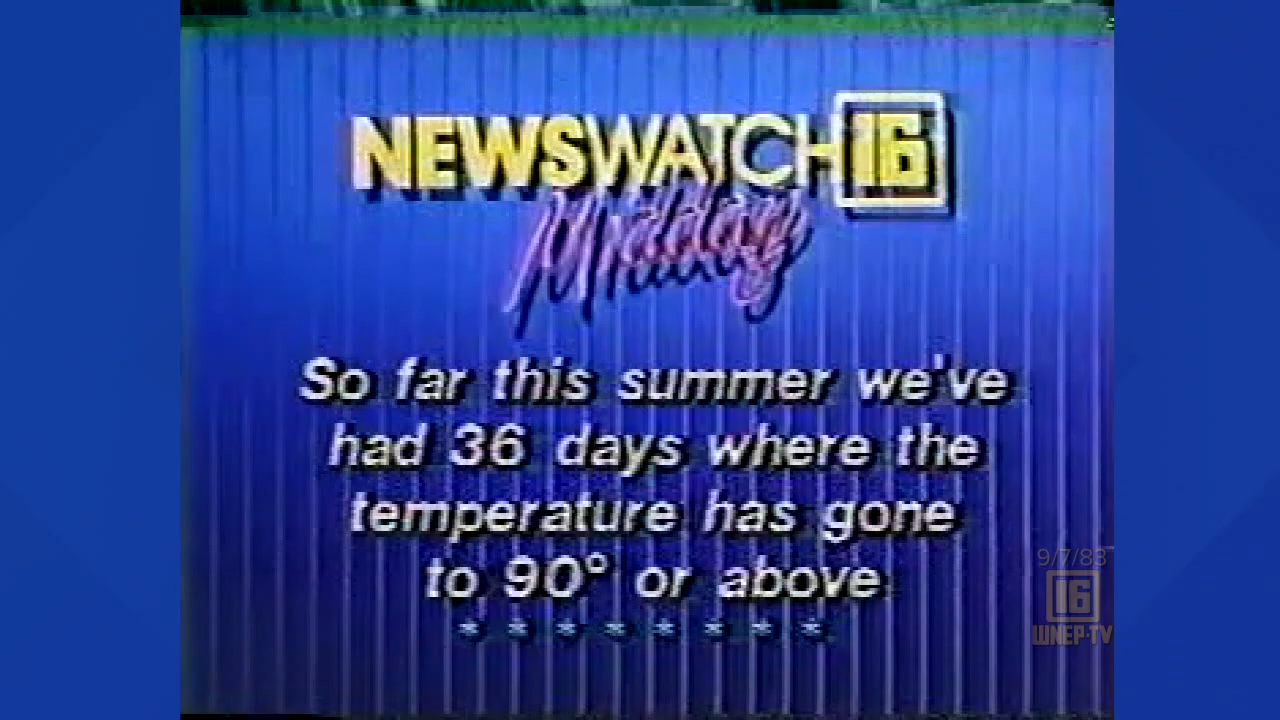 NEWSWATCH 16
Midday
So far this summer we've
had 36 days where the
temperature has gone
to 90° or above
* * * * * * * *
9/7/83
16
WNEP-TV